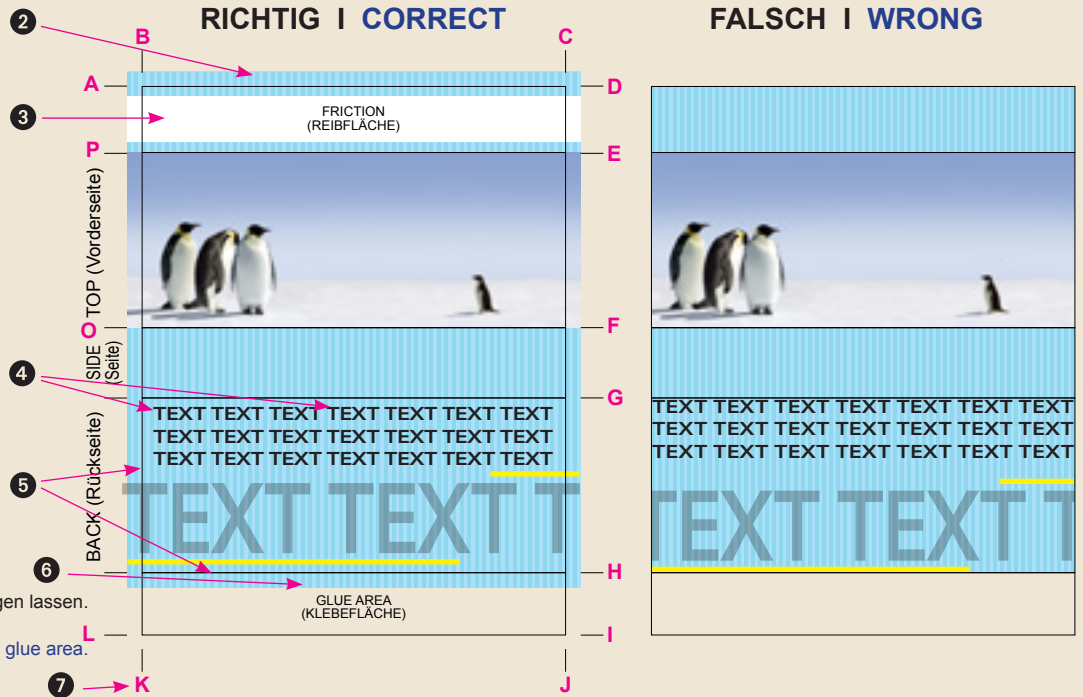 RICHTIG I CORRECT
FALSCH I WRONG
2
B
C
A
D
3
FRICTION
(REIBFLÄCHE)
P
E
TOP (Vorderseite)
O
F
SIDE
(Seite)
4
G
TEXT TEXT TEXT TEXT TEXT TEXT TEXT
TEXT TEXT TEXT TEXT TEXT TEXT TEXT
TEXT TEXT TEXT TEXT TEXT TEXT TEXT
TEXT TEXT T
BACK (Rückseite)
5
6
H
GLUE AREA
(KLEBEFLÄCHE)
gen lassen.
glue area.
L
I
7
K
J
TEXT TEXT TEXT TEXT TEXT TEXT TEXT
TEXT TEXT TEXT TEXT TEXT TEXT TEXT
TEXT TEXT TEXT TEXT TEXT TEXT TEXT
TEXT TEXT T